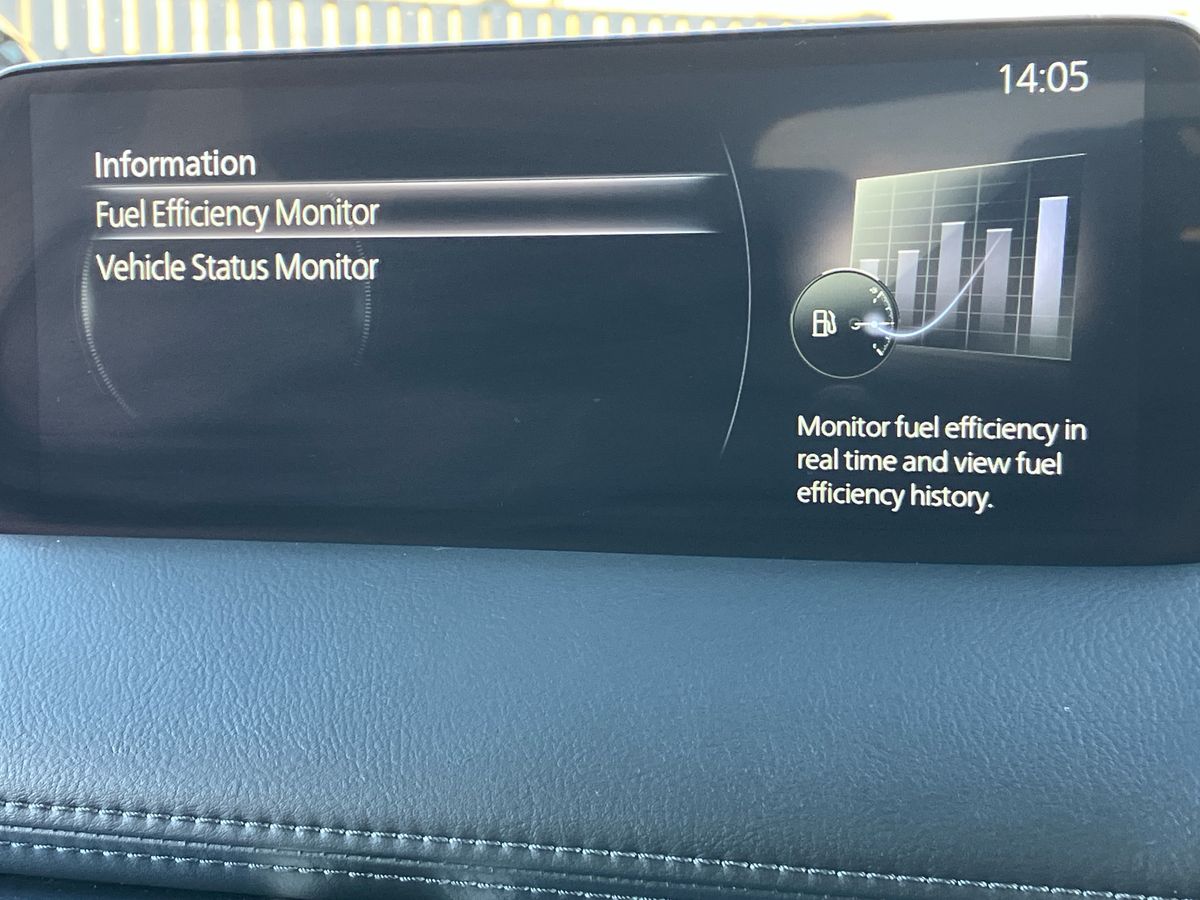 14:05
Information
Fuel Efficiency Monitor
Vehicle Status Monitor
Monitor fuel efficiency in
real time and view fuel
efficiency history.